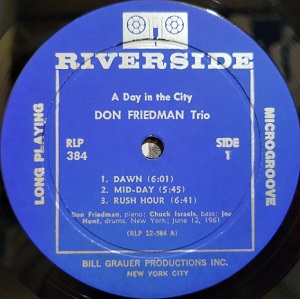 RIVERSIDE
A Day in the City
DON FRIEDMAN Trio
LONG PLAYING
RLP
384
SIDE
1
MICROGROOVE
1. DAWN (6:01)
2. MID-DAY (5:45)
3. RUSH HOUR (6:41)
Don Friedman, piano; Chuck Israels, bass; Joe
Hunt, drums. New York; June 12, 1961
(RLP 12-384 A)
BILL GRAUER PRODUCTIONS INC.
NEW YORK CITY